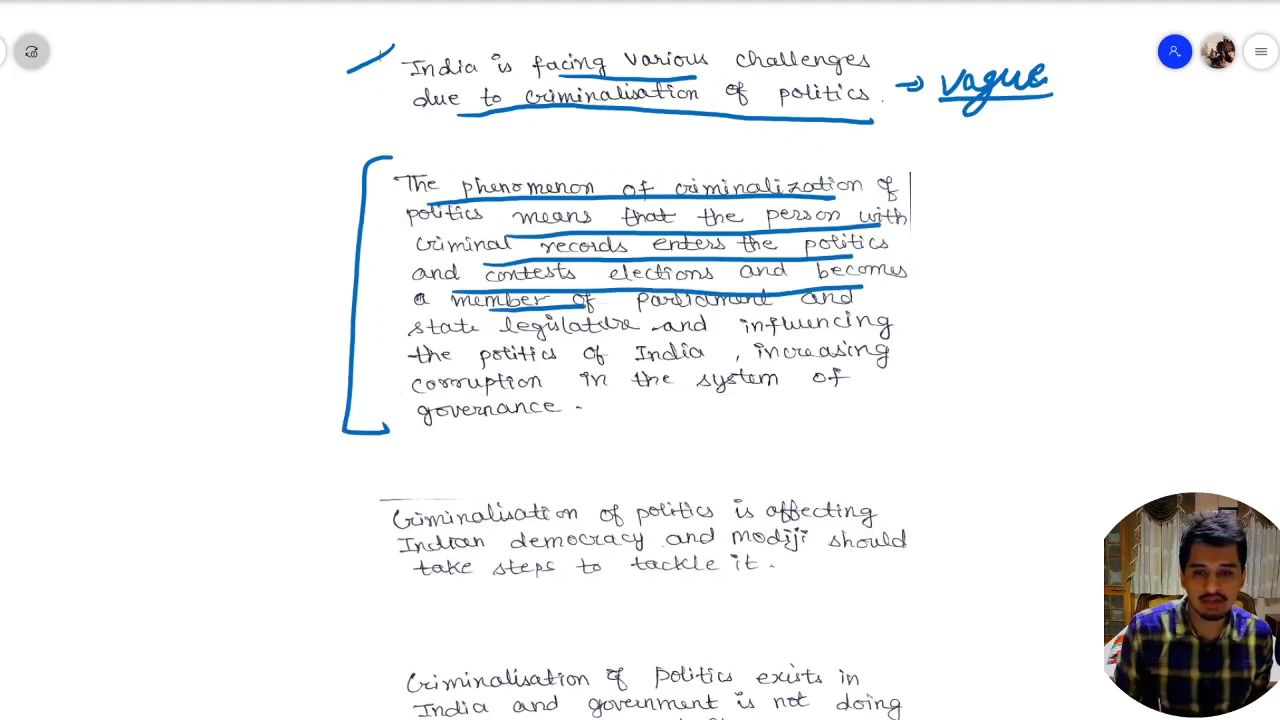 India is facing various challenges
due to criminalisation of politics. → vague
The phenomenon of criminalization of
politics means that the person with
criminal records enters the politics
and contests elections and becomes
a member of parliament and
state legislature and influencing
the politics of India, increasing
corruption in the system of
governance.
Criminalisation of politics is affecting
Indian democracy and modiji should
take steps to tackle it.
Criminalisation of politics exists in
India and government is not doing